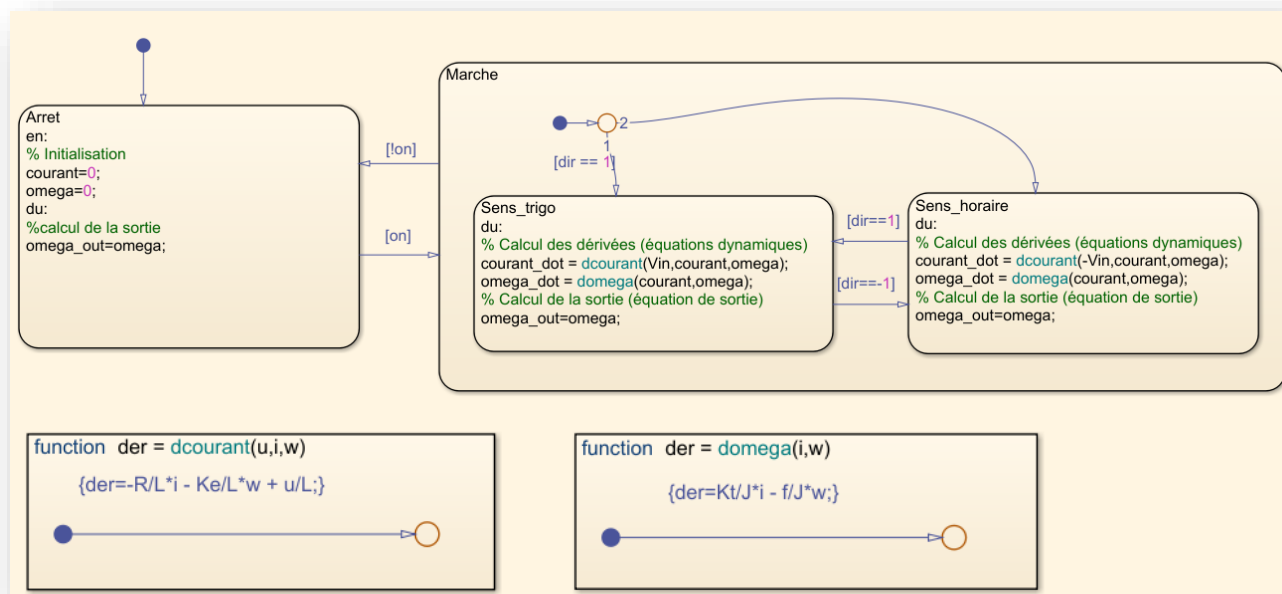 Arret
en:
% Initialisation
courant=0;
omega=0;
du:
%calcul de la sortie
omega_out=omega;
[!on]
[on]
Marche
2
1
[dir == 1]
Sens_trigo
du:
% Calcul des dérivées (équations dynamiques)
courant_dot = dcourant(Vin,courant,omega);
omega_dot = domega(courant,omega);
% Calcul de la sortie (équation de sortie)
omega_out=omega;
[dir==1]
[dir==-1]
Sens_horaire
du:
% Calcul des dérivées (équations dynamiques)
courant_dot = dcourant(-Vin,courant,omega);
omega_dot = domega(courant,omega);
% Calcul de la sortie (équation de sortie)
omega_out=omega;
function der = dcourant(u,i,w)
{der=-R/L*i - Ke/L*w + u/L;}
function der = domega(i,w)
{der=Kt/J*i - f/J*w;}